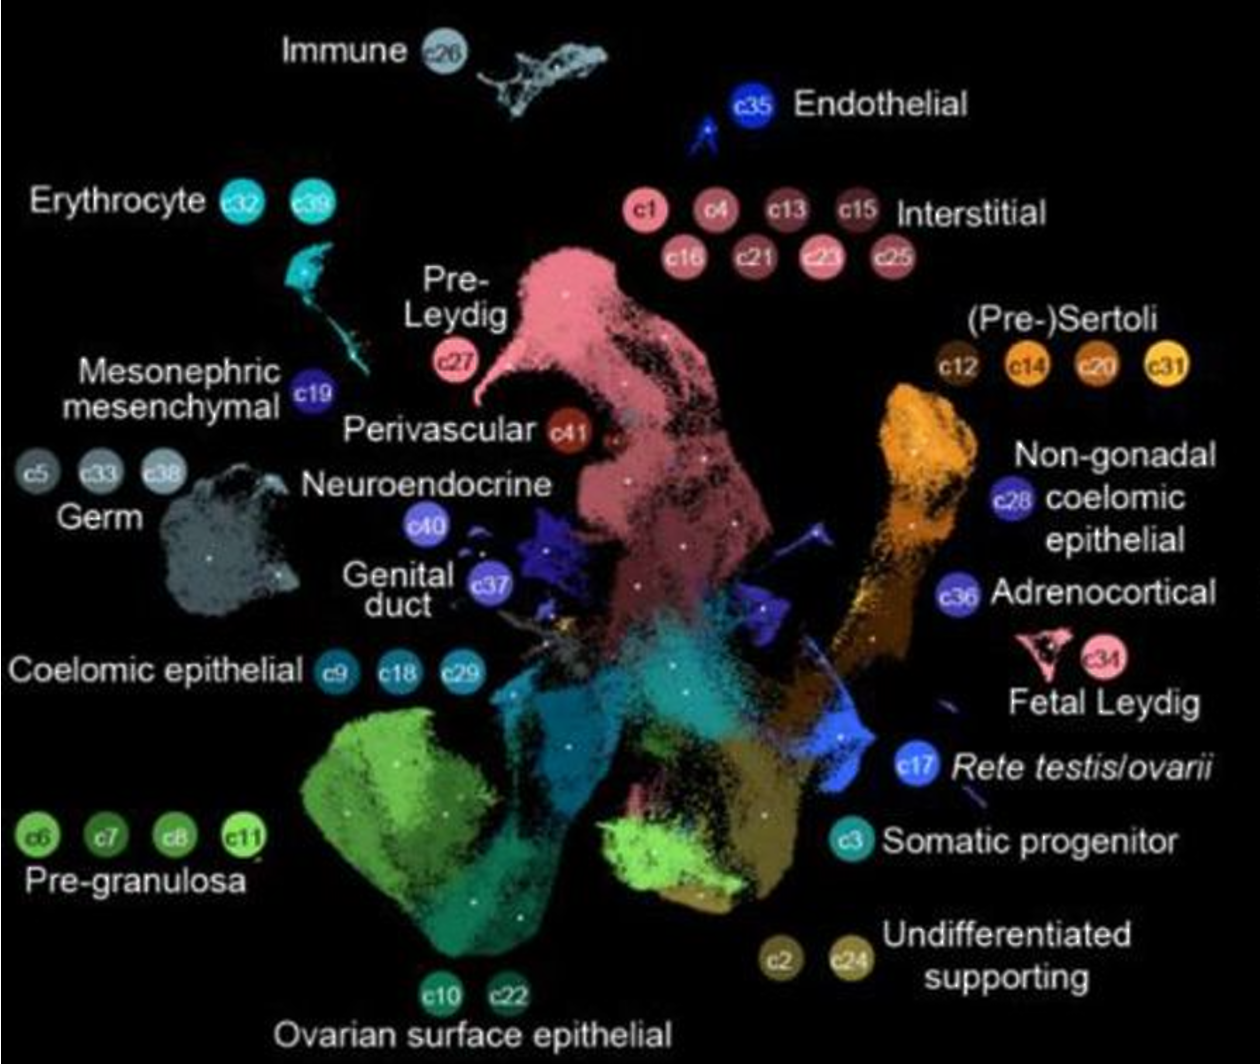 Immune c26
c35 Endothelial
Erythrocyte c32 c39
c1 c4 c13 c15 Interstitial
c16 c21 c23 c25
Pre-
Leydig
c27
(Pre-)Sertoli
c12 c14 c20 c31
Mesonephric
mesenchymal c19
Perivascular c41
c5 c33 c38
Germ
Neuroendocrine
c40
Non-gonadal
c28 coelomic
epithelial
Genital
duct c37
c36 Adrenocortical
c34
Fetal Leydig
Coelomic epithelial c9 c18 c29
c17 Rete testis/ovarii
c6 c7 c8 c11
Pre-granulosa
c3 Somatic progenitor
c2 c24 Undifferentiated
supporting
c10 c22
Ovarian surface epithelial